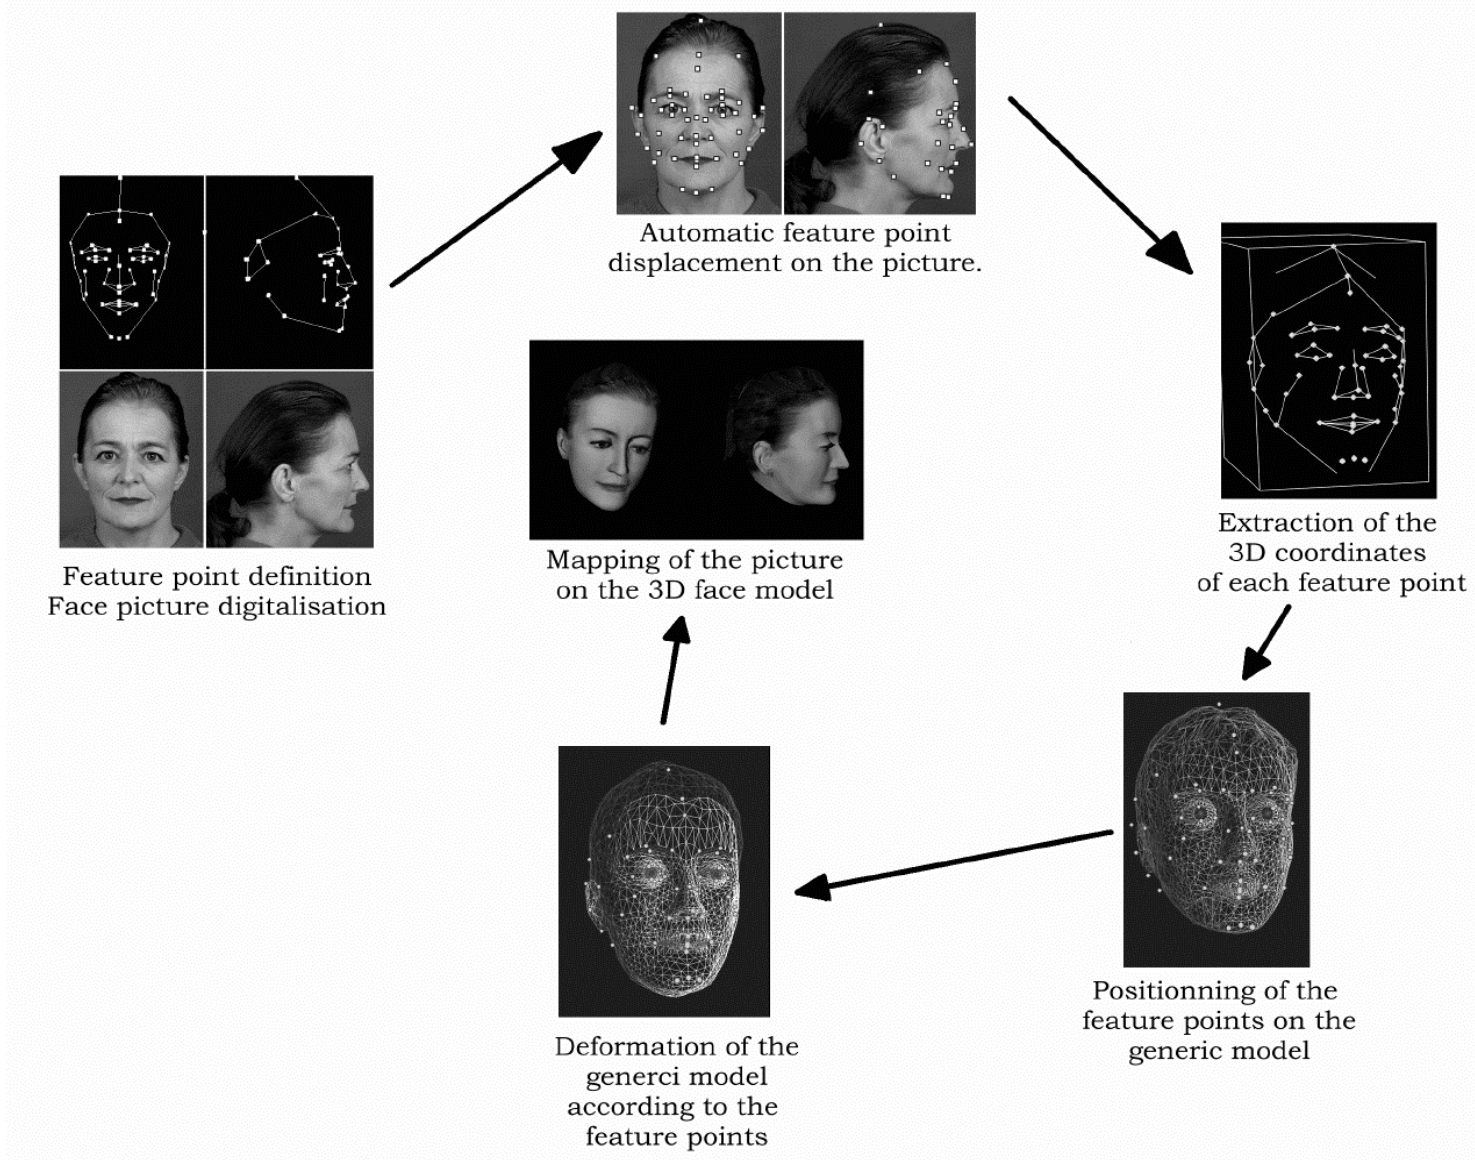 Automatic feature point
displacement on the picture.
Feature point definition
Face picture digitalisation
Mapping of the picture
on the 3D face model
Extraction of the
3D coordinates
of each feature point
Positionning of the
feature points on the
generic model
Deformation of the
generci model
according to the
feature points